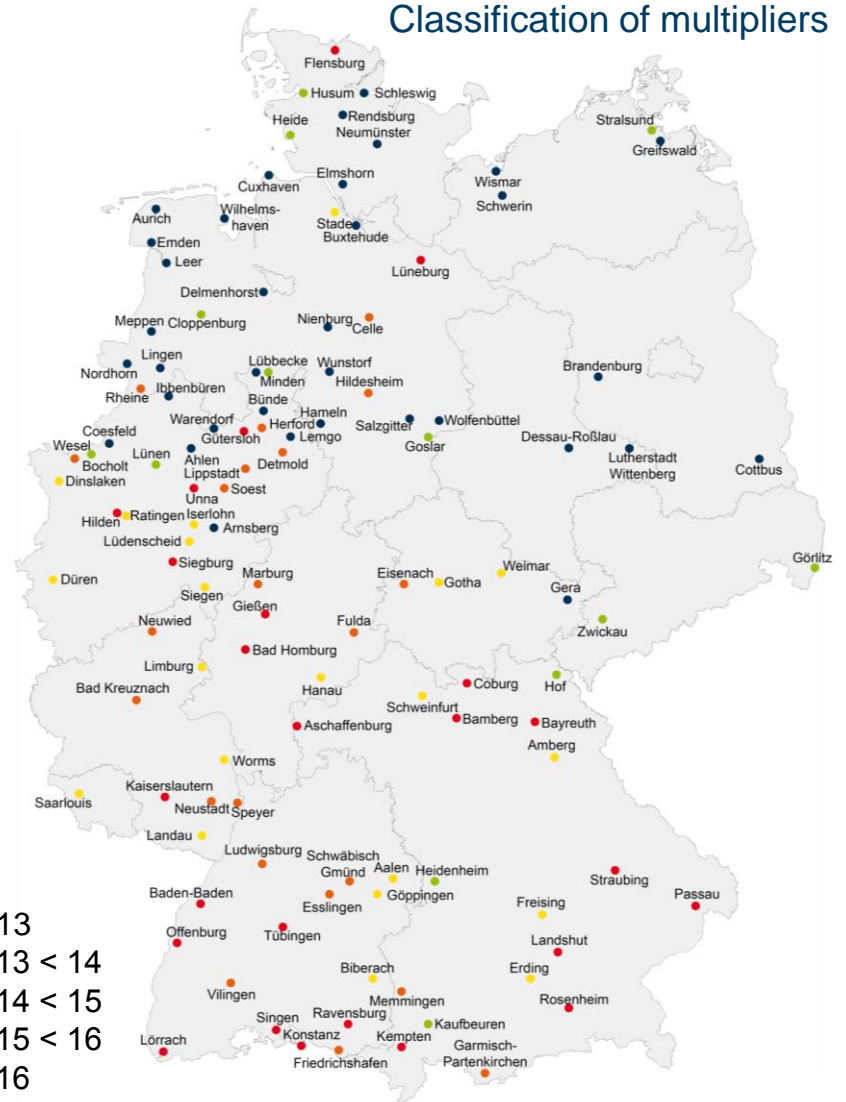 Classification of multipliers
Flensburg
Husum
Schleswig
Heide
Rendsburg
Neumünster
Stralsund
Greifswald
Elmshorn
Cuxhaven
Wismar
Schwerin
Aurich
Wilhelms-
haven
Stade
Buxtehude
Emden
Leer
Lüneburg
Delmenhorst
Meppen
Cloppenburg
Nienburg
Celle
Lingen
Nordhorn
Lübbecke
Minden
Wunstorf
Hildesheim
Brandenburg
Rheine
Ibbenbüren
Bünde
Hameln
Warendorf
Herford
Salzgitter
Wolfenbüttel
Coesfeld
Gütersloh
Lemgo
Goslar
Dessau-Roßlau
Lutherstadt
Wittenberg
Cottbus
Wesel
Bocholt
Lünen
Ahlen
Lippstadt
Detmold
Dinslaken
Unna
Soest
Hilden
Ratingen
Iserlohn
Arnsberg
Lüdenscheid
Siegburg
Görlitz
Düren
Siegen
Marburg
Eisenach
Gotha
Weimar
Gera
Gießen
Zwickau
Neuwied
Fulda
Bad Homburg
Limburg
Bad Kreuznach
Hanau
Coburg
Hof
Schweinfurt
Bamberg
Bayreuth
Aschaffenburg
Amberg
Worms
Saarlouis
Kaiserslautern
Neustadt
Speyer
Landau
Ludwigsburg
Schwäbisch
Gmünd
Aalen
Heidenheim
Straubing
Baden-Baden
Esslingen
Göppingen
Passau
Freising
Offenburg
Tübingen
Landshut
Biberach
Erding
Vilingen
Memmingen
Rosenheim
Singen
Ravensburg
Kaufbeuren
Lörrach
Konstanz
Kempten
Garmisch-
Partenkirchen
Friedrichshafen
13
13 < 14
14 < 15
15 < 16
16